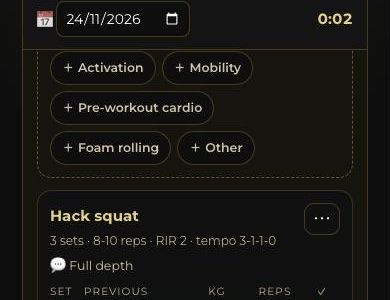 24/11/2026 0:02
+ Activation + Mobility
+ Pre-workout cardio
+ Foam rolling + Other
Hack squat ...
3 sets · 8-10 reps · RIR 2 · tempo 3-1-1-0
💬 Full depth
SET PREVIOUS KG REPS ✓